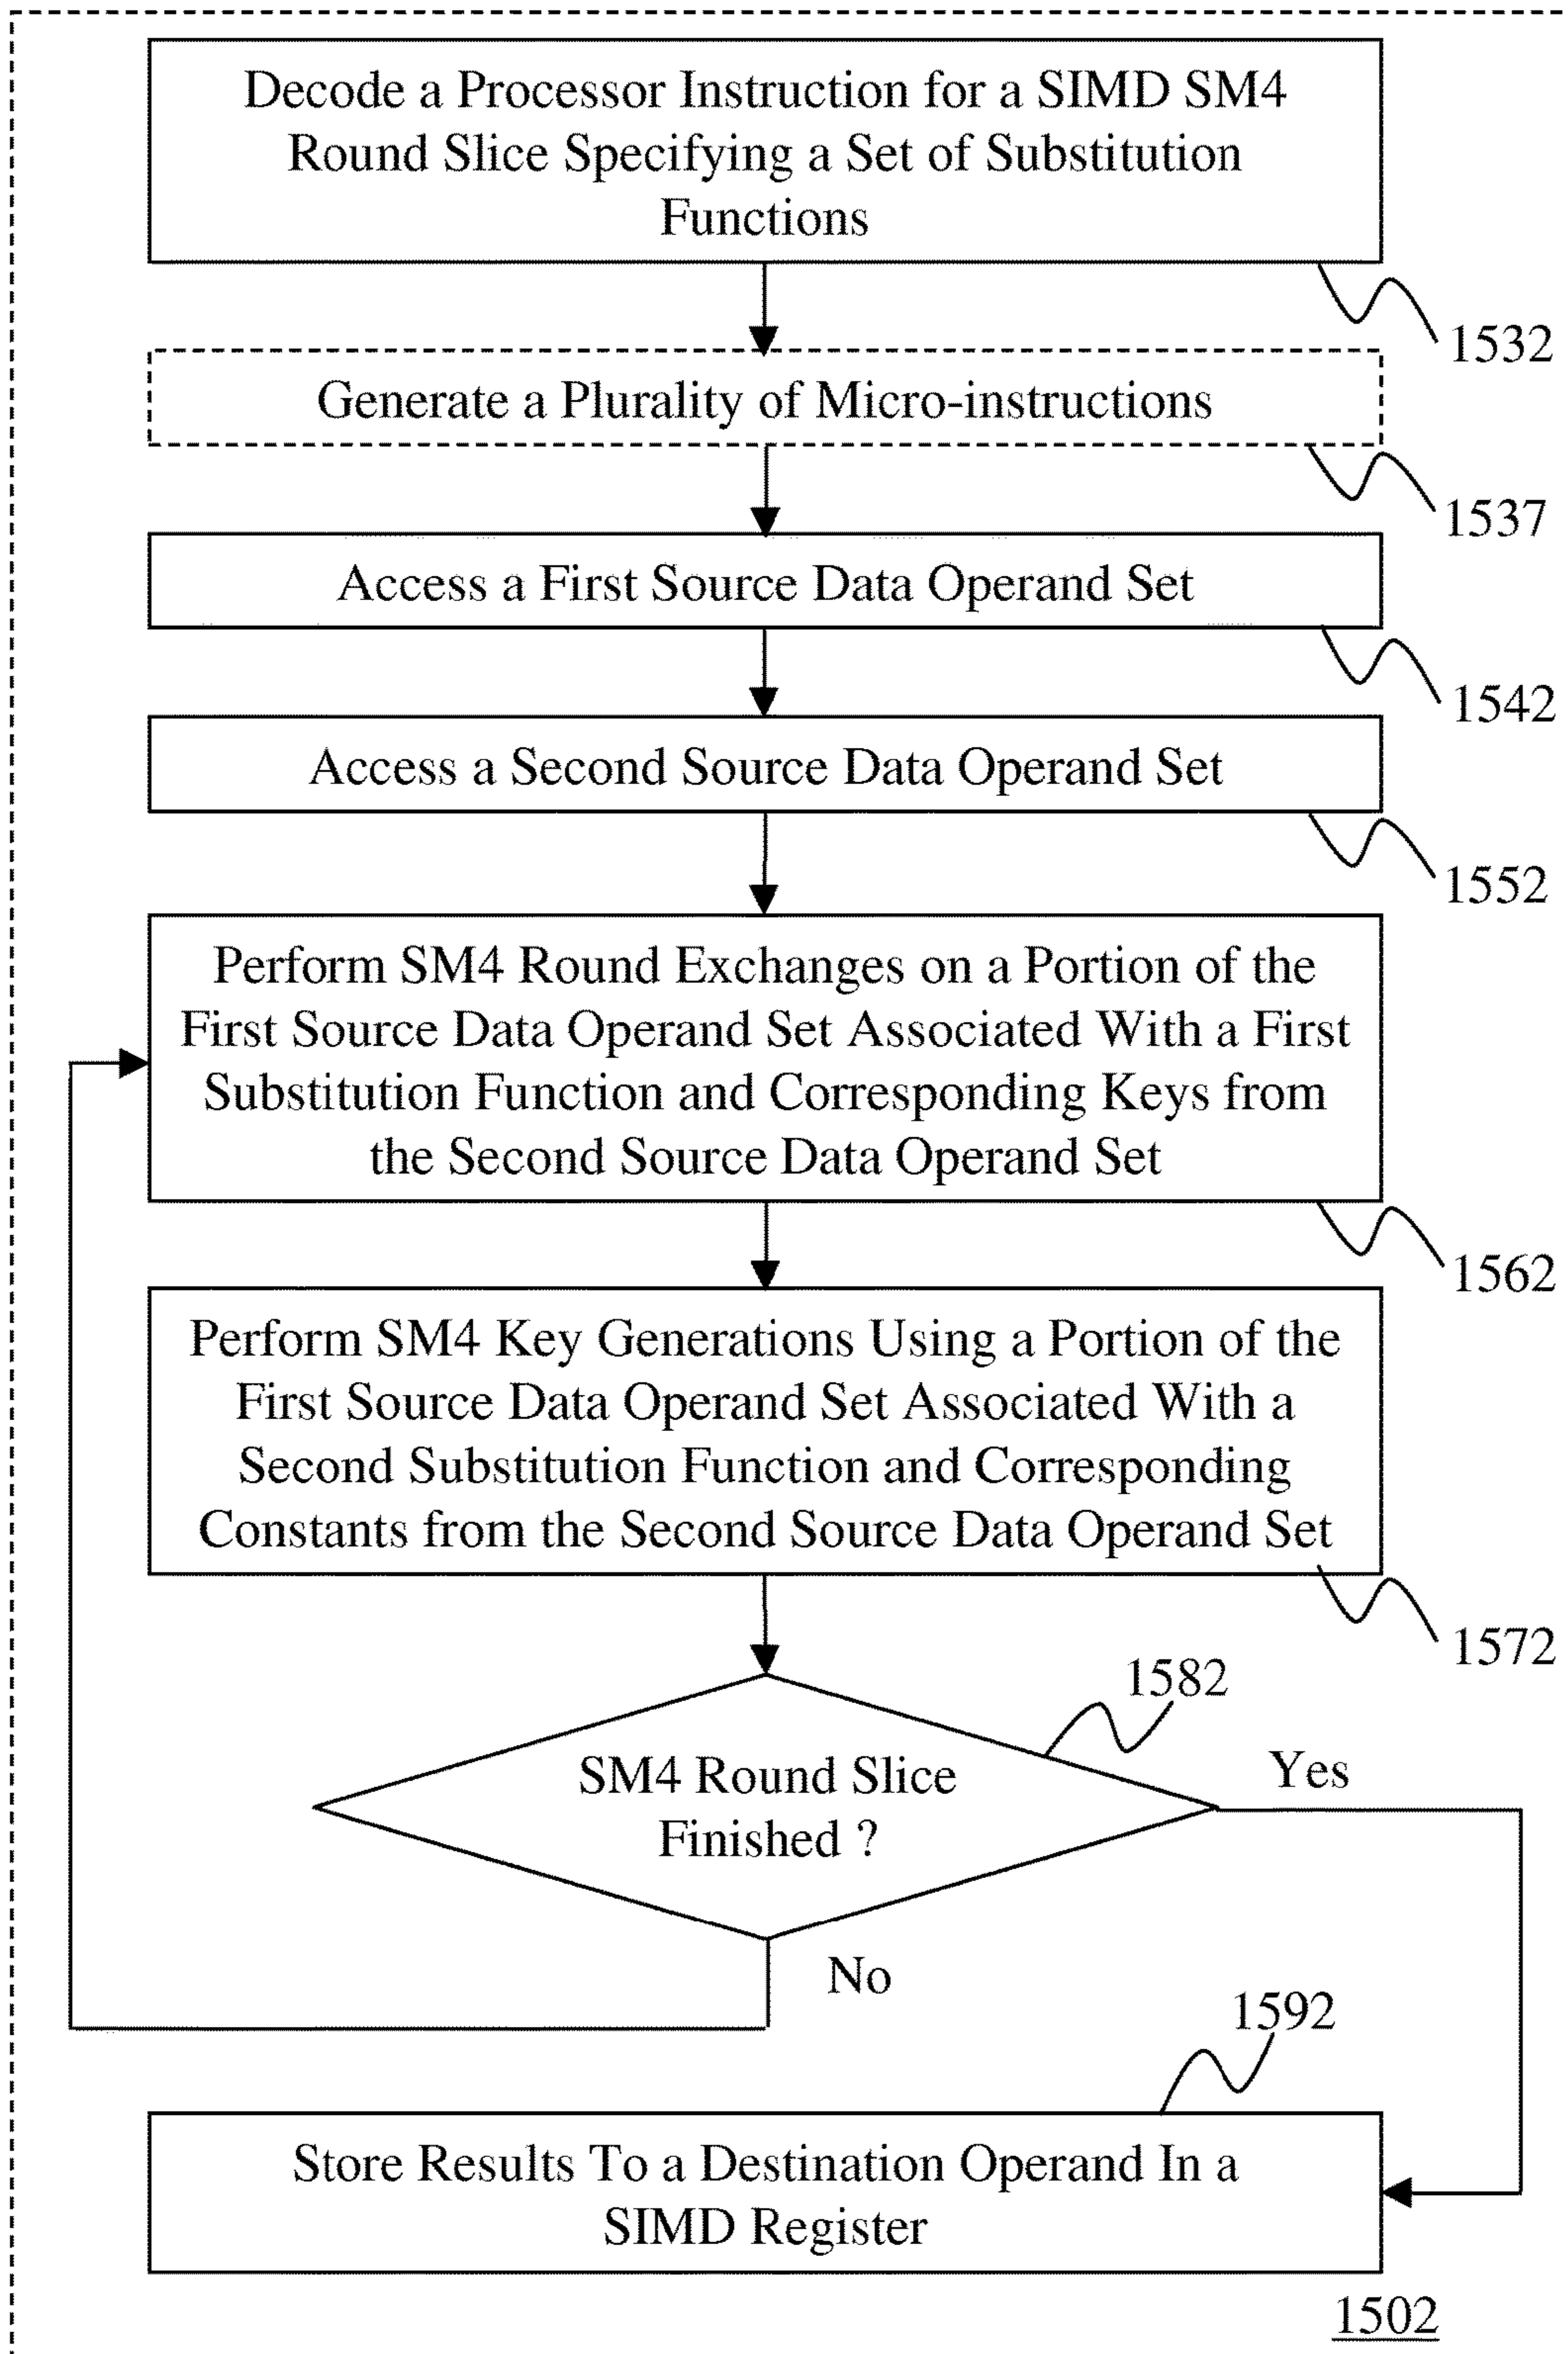 Decode a Processor Instruction for a SIMD SM4
Round Slice Specifying a Set of Substitution
Functions
1532
Generate a Plurality of Micro-instructions
1537
Access a First Source Data Operand Set
1542
Access a Second Source Data Operand Set
1552
Perform SM4 Round Exchanges on a Portion of the
First Source Data Operand Set Associated With a First
Substitution Function and Corresponding Keys from
the Second Source Data Operand Set
1562
Perform SM4 Key Generations Using a Portion of the
First Source Data Operand Set Associated With a
Second Substitution Function and Corresponding
Constants from the Second Source Data Operand Set
1572
1582
SM4 Round Slice
Finished ?
Yes
No
1592
Store Results To a Destination Operand In a
SIMD Register
1502